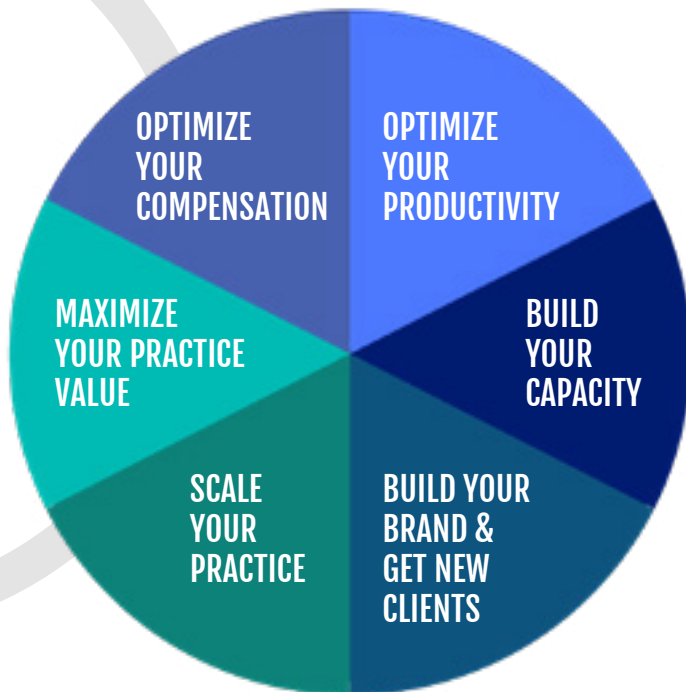 OPTIMIZE
YOUR
COMPENSATION
OPTIMIZE
YOUR
PRODUCTIVITY
MAXIMIZE
YOUR PRACTICE
VALUE
BUILD
YOUR
CAPACITY
SCALE
YOUR
PRACTICE
BUILD YOUR
BRAND &
GET NEW
CLIENTS